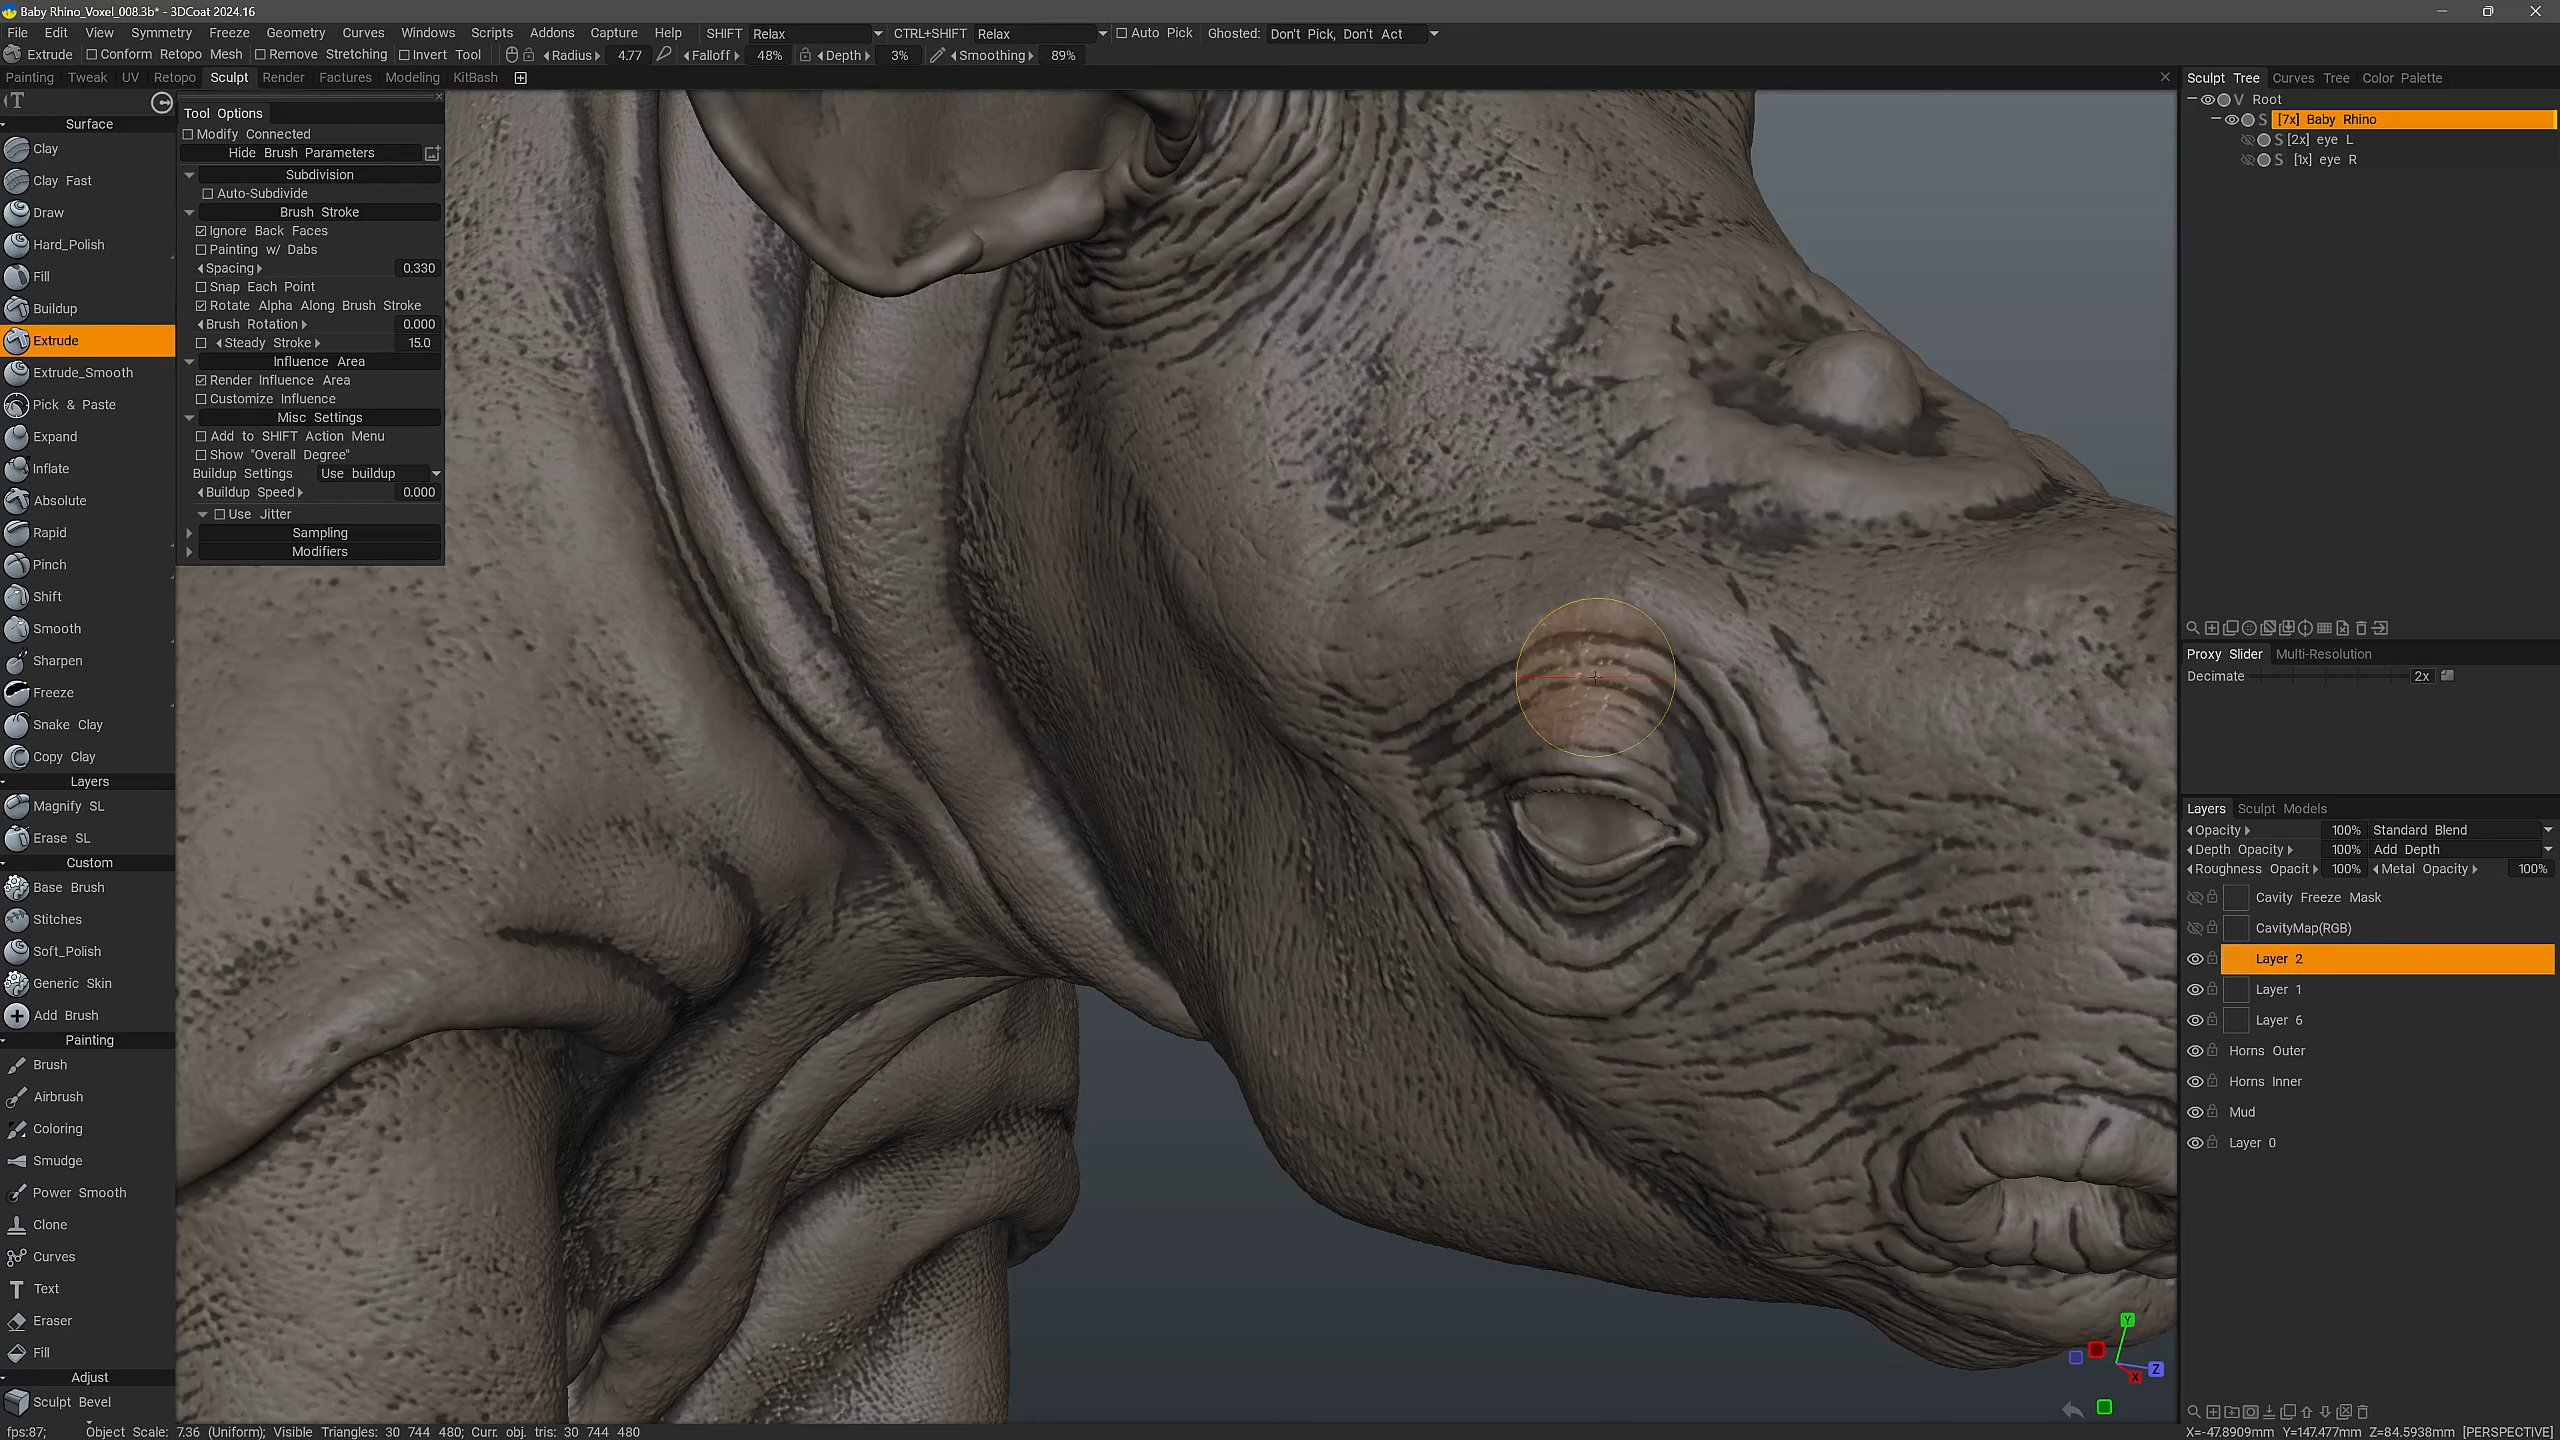 Baby Rhino_Voxel_008.3b* - 3DCoat 2024.16
File Edit View Symmetry Freeze Geometry Curves Windows Scripts Addons Capture Help SHIFT Relax CTRL+SHIFT Relax Auto Pick Ghosted: Don't Pick, Don't Act
Extrude Conform Retopo Mesh Remove Stretching Invert Tool Radius 4.77 Falloff 48% Depth 3% Smoothing 89%
Painting Tweak UV Retopo Sculpt Render Factures Modeling KitBash
T
Surface
Clay
Clay Fast
Draw
Hard_Polish
Fill
Buildup
Extrude
Extrude_Smooth
Pick & Paste
Expand
Inflate
Absolute
Rapid
Pinch
Shift
Smooth
Sharpen
Freeze
Snake Clay
Copy Clay
Layers
Magnify SL
Erase SL
Custom
Base Brush
Stitches
Soft_Polish
Generic Skin
Add Brush
Painting
Brush
Airbrush
Coloring
Smudge
Power Smooth
Clone
Curves
Text
Eraser
Fill
Adjust
Sculpt Bevel
Tool Options
Modify Connected
Hide Brush Parameters
Subdivision
Auto-Subdivide
Brush Stroke
Ignore Back Faces
Painting w/ Dabs
Spacing 0.330
Snap Each Point
Rotate Alpha Along Brush Stroke
Brush Rotation 0.000
Steady Stroke 15.0
Influence Area
Render Influence Area
Customize Influence
Misc Settings
Add to SHIFT Action Menu
Show "Overall Degree"
Buildup Settings Use buildup
Buildup Speed 0.000
Use Jitter
Sampling
Modifiers
Sculpt Tree Curves Tree Color Palette
V Root
S [7x] Baby Rhino
S [2x] eye L
S [1x] eye R
Proxy Slider Multi-Resolution
Decimate 2x
Layers Sculpt Models
Opacity 100% Standard Blend
Depth Opacity 100% Add Depth
Roughness Opacit 100% Metal Opacity 100%
Cavity Freeze Mask
CavityMap(RGB)
Layer 2
Layer 1
Layer 6
Horns Outer
Horns Inner
Mud
Layer 0
Y
Z
X
fps:87; Object Scale: 7.36 (Uniform); Visible Triangles: 30 744 480; Curr. obj. tris: 30 744 480
X=-47.8909mm Y=147.477mm Z=84.5938mm [PERSPECTIVE]